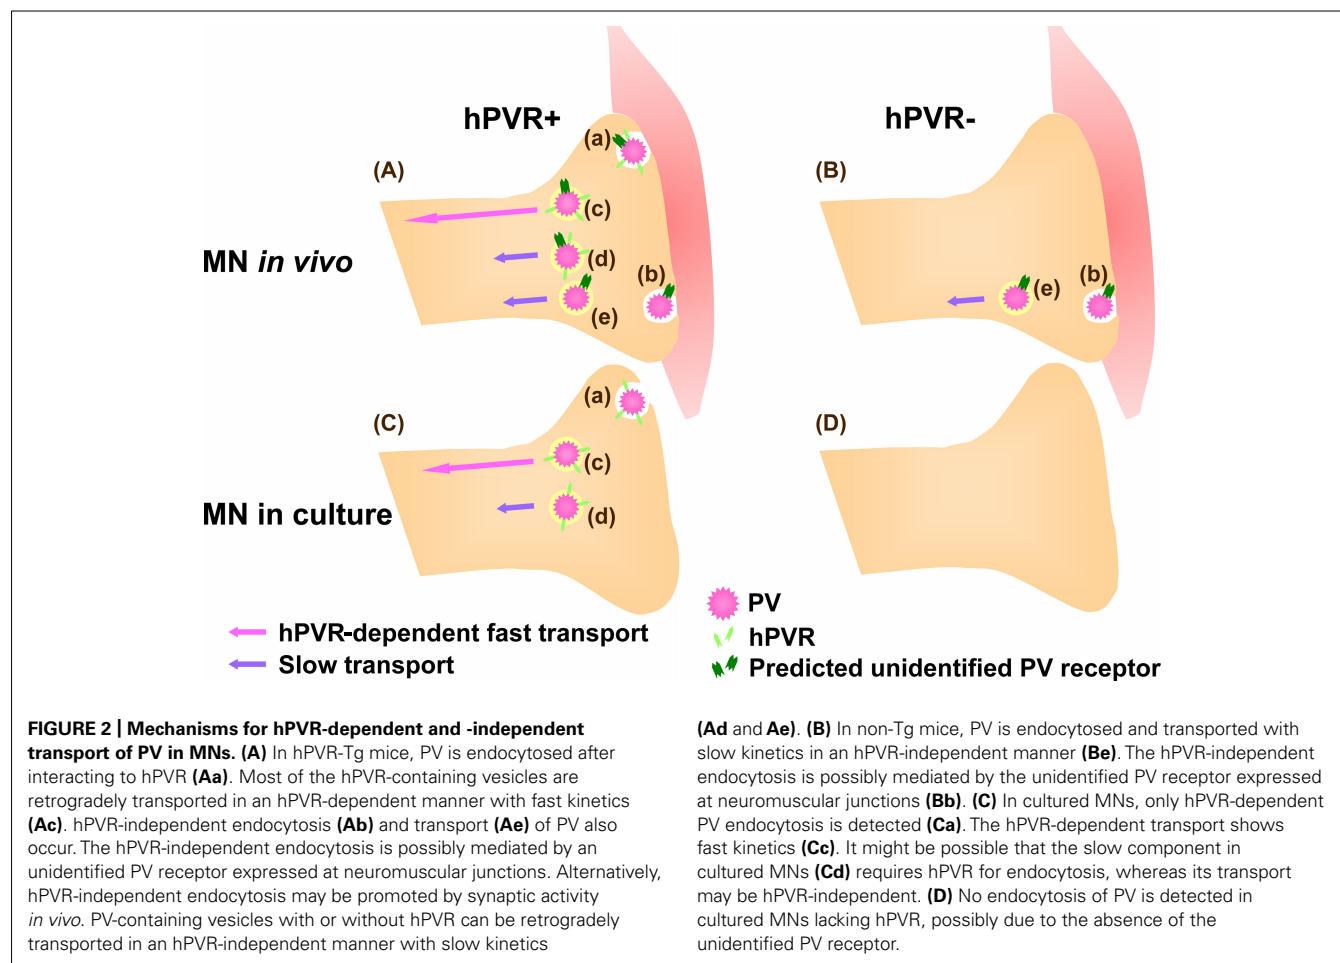 hPVR+
hPVR-
(A)
(a)
(c)
(d)
(b)
(e)
MN in vivo
(B)
(e)
(b)
(C)
(a)
(c)
(d)
MN in culture
(D)
hPVR-dependent fast transport
Slow transport
PV
hPVR
Predicted unidentified PV receptor
FIGURE 2 | Mechanisms for hPVR-dependent and -independent
transport of PV in MNs. (A) In hPVR-Tg mice, PV is endocytosed after
interacting to hPVR (Aa). Most of the hPVR-containing vesicles are
retrogradely transported in an hPVR-dependent manner with fast kinetics
(Ac). hPVR-independent endocytosis (Ab) and transport (Ae) of PV also
occur. The hPVR-independent endocytosis is possibly mediated by an
unidentified PV receptor expressed at neuromuscular junctions. Alternatively,
hPVR-independent endocytosis may be promoted by synaptic activity
in vivo. PV-containing vesicles with or without hPVR can be retrogradely
transported in an hPVR-independent manner with slow kinetics
(Ad and Ae). (B) In non-Tg mice, PV is endocytosed and transported with
slow kinetics in an hPVR-independent manner (Be). The hPVR-independent
endocytosis is possibly mediated by the unidentified PV receptor expressed
at neuromuscular junctions (Bb). (C) In cultured MNs, only hPVR-dependent
PV endocytosis is detected (Ca). The hPVR-dependent transport shows
fast kinetics (Cc). It might be possible that the slow component in
cultured MNs (Cd) requires hPVR for endocytosis, whereas its transport
may be hPVR-independent. (D) No endocytosis of PV is detected in
cultured MNs lacking hPVR, possibly due to the absence of the
unidentified PV receptor.